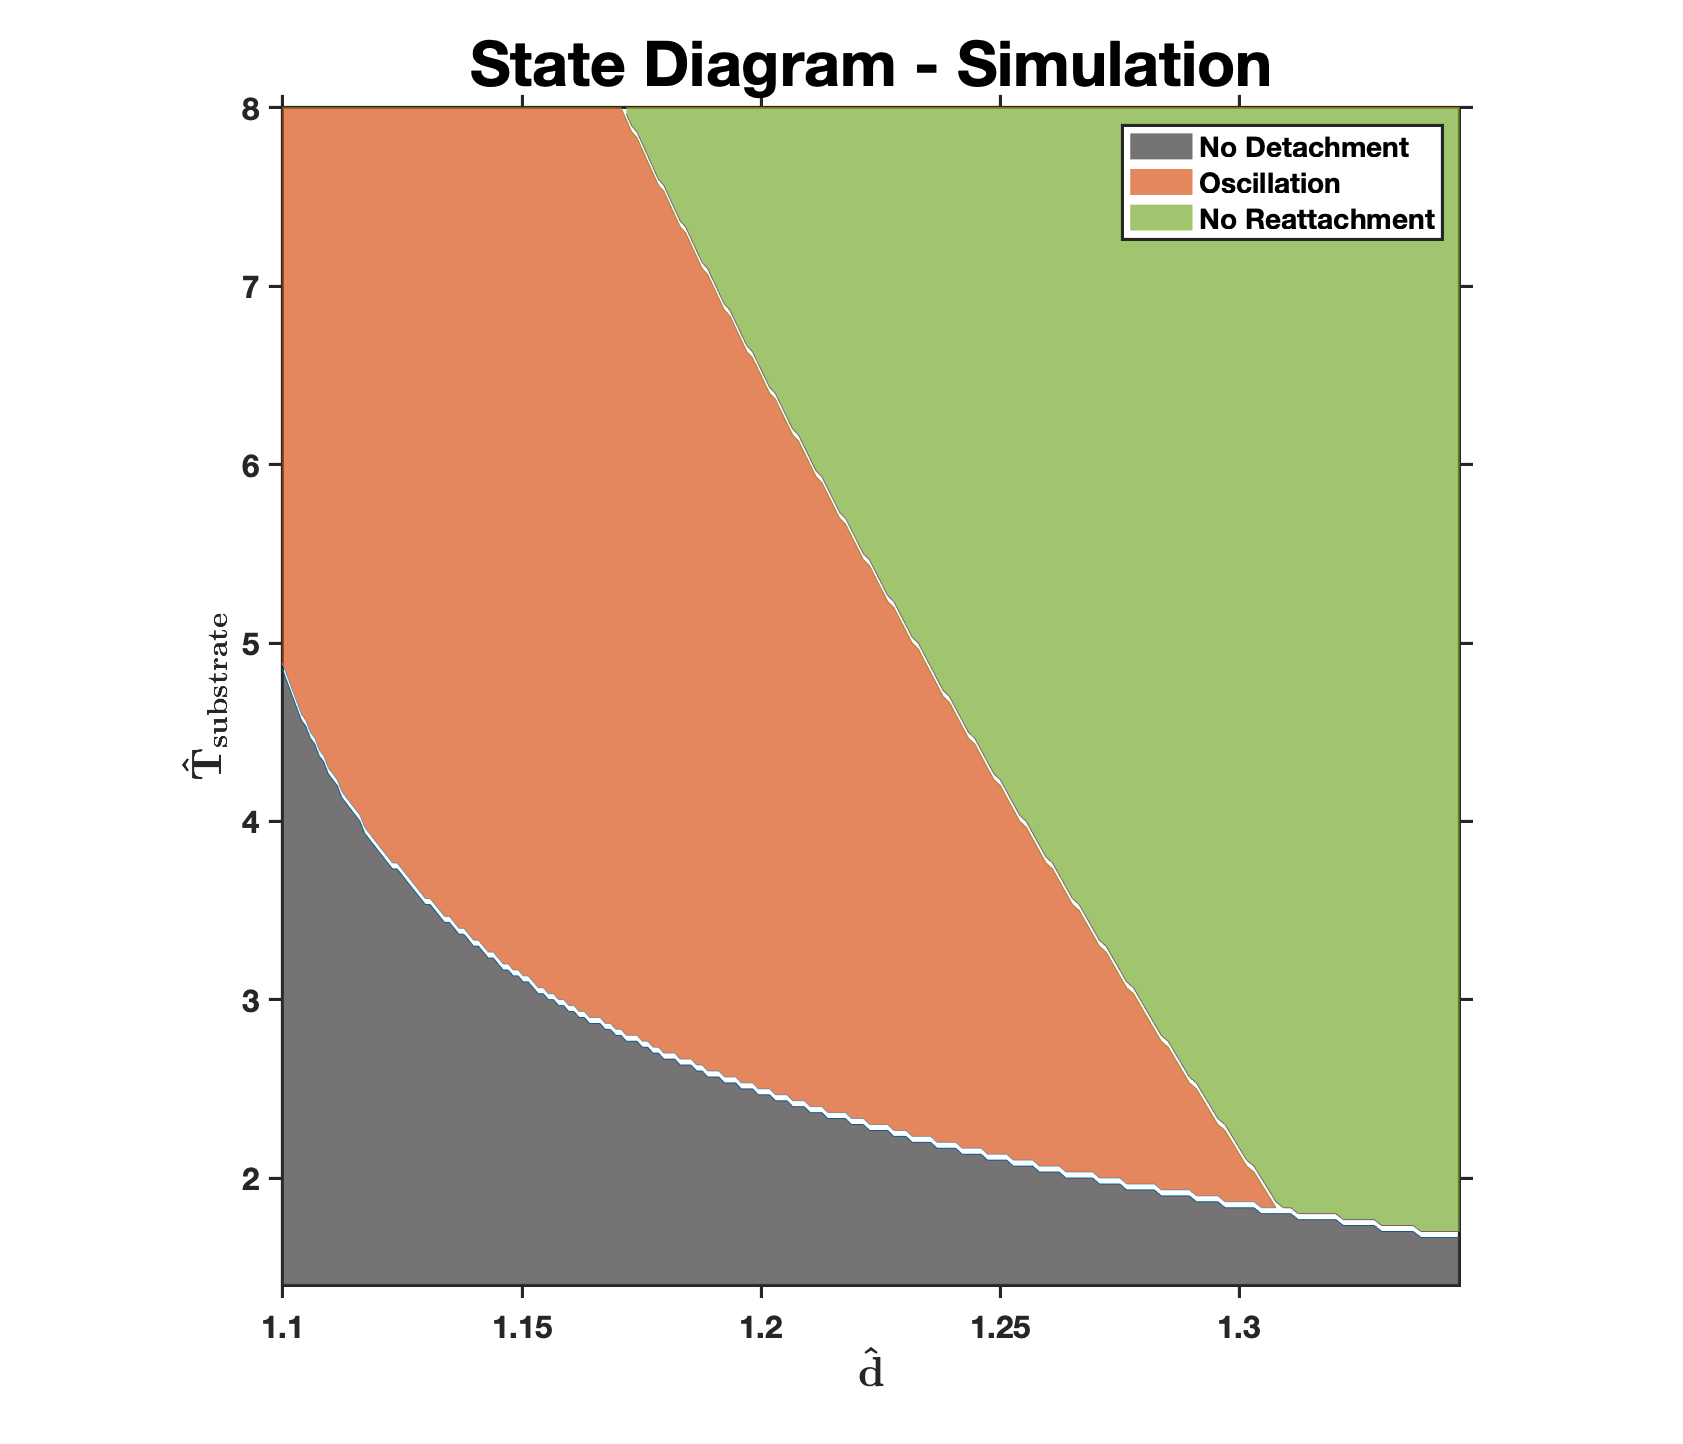 State Diagram - Simulation
8
7
6
5
4
3
2
T̂substrate
No Detachment
Oscillation
No Reattachment
1.1 1.15 1.2 1.25 1.3
d̂